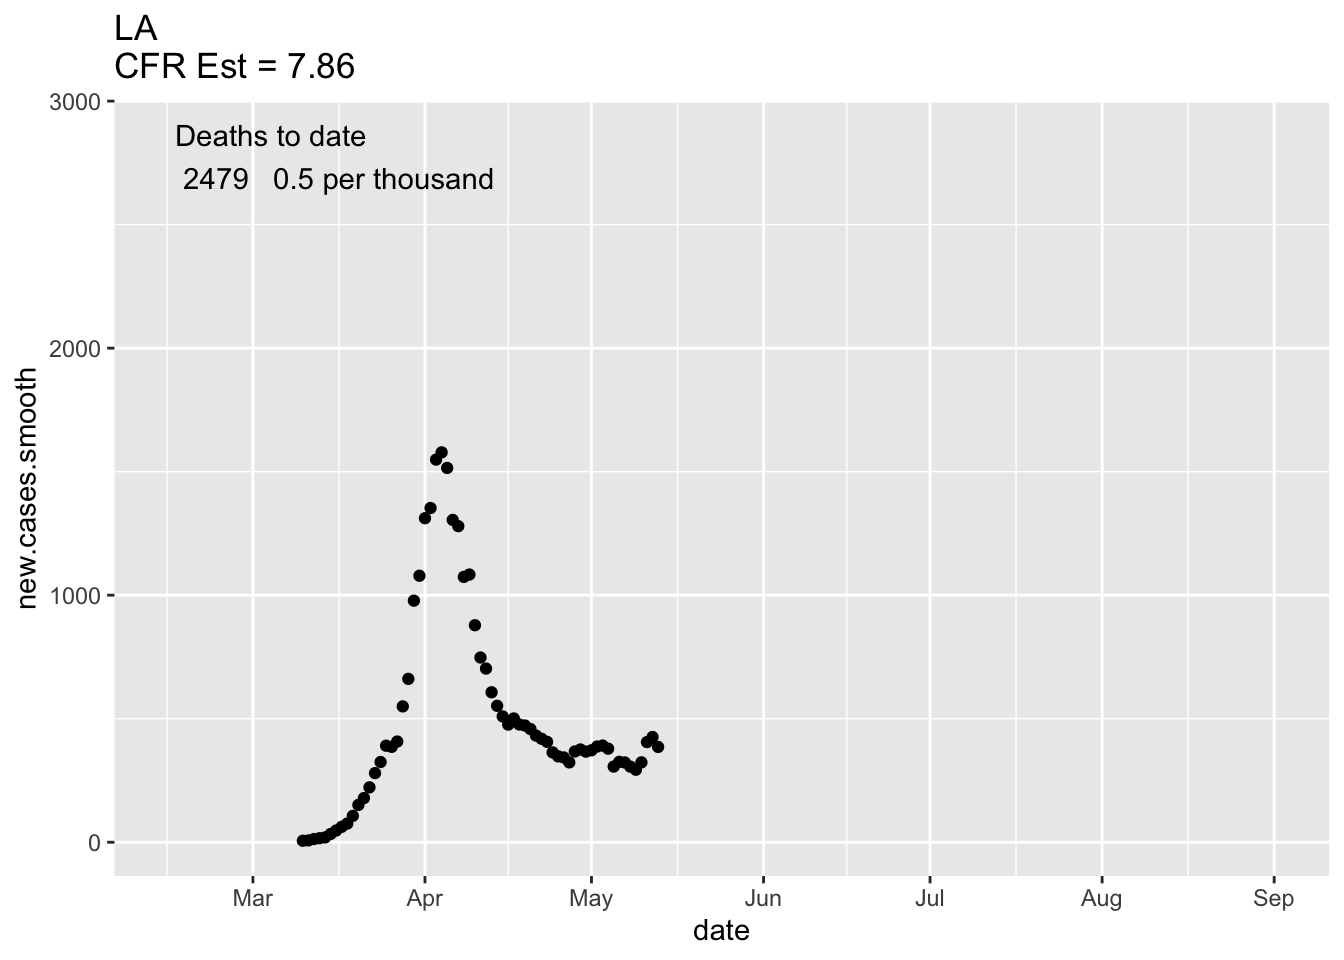 LA
CFR Est = 7.86
3000
Deaths to date
2479 0.5 per thousand
2000
1000
0
new.cases.smooth
Mar Apr May Jun Jul Aug Sep
date